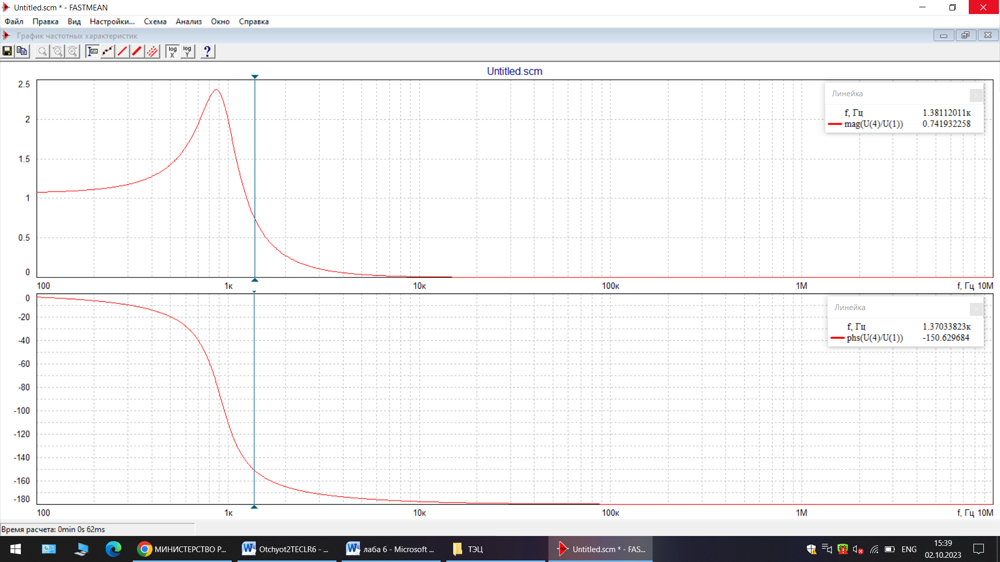 Untitled.scm * - FASTMEAN
Файл Правка Вид Настройки... Схема Анализ Окно Справка
График частотных характеристик
log X log Y ?
Untitled.scm
2.5
2
1.5
1
0.5
0
Линейка
f, Гц 1.38112011к
mag(U(4)/U(1)) 0.741932258
100 1к 10к 100к 1М f, Гц 10М
0
-20
-40
-60
-80
-100
-120
-140
-160
-180
Линейка
f, Гц 1.37033823к
phs(U(4)/U(1)) -150.629684
100 1к 10к 100к 1М f, Гц 10М
Время расчета: 0min 0s 62ms
МИНИСТЕРСТВО Р... Otchyot2TECLR6 - ... лаба 6 - Microsoft ... ТЭЦ Untitled.scm * - FAS... ENG
15:39
02.10.2023